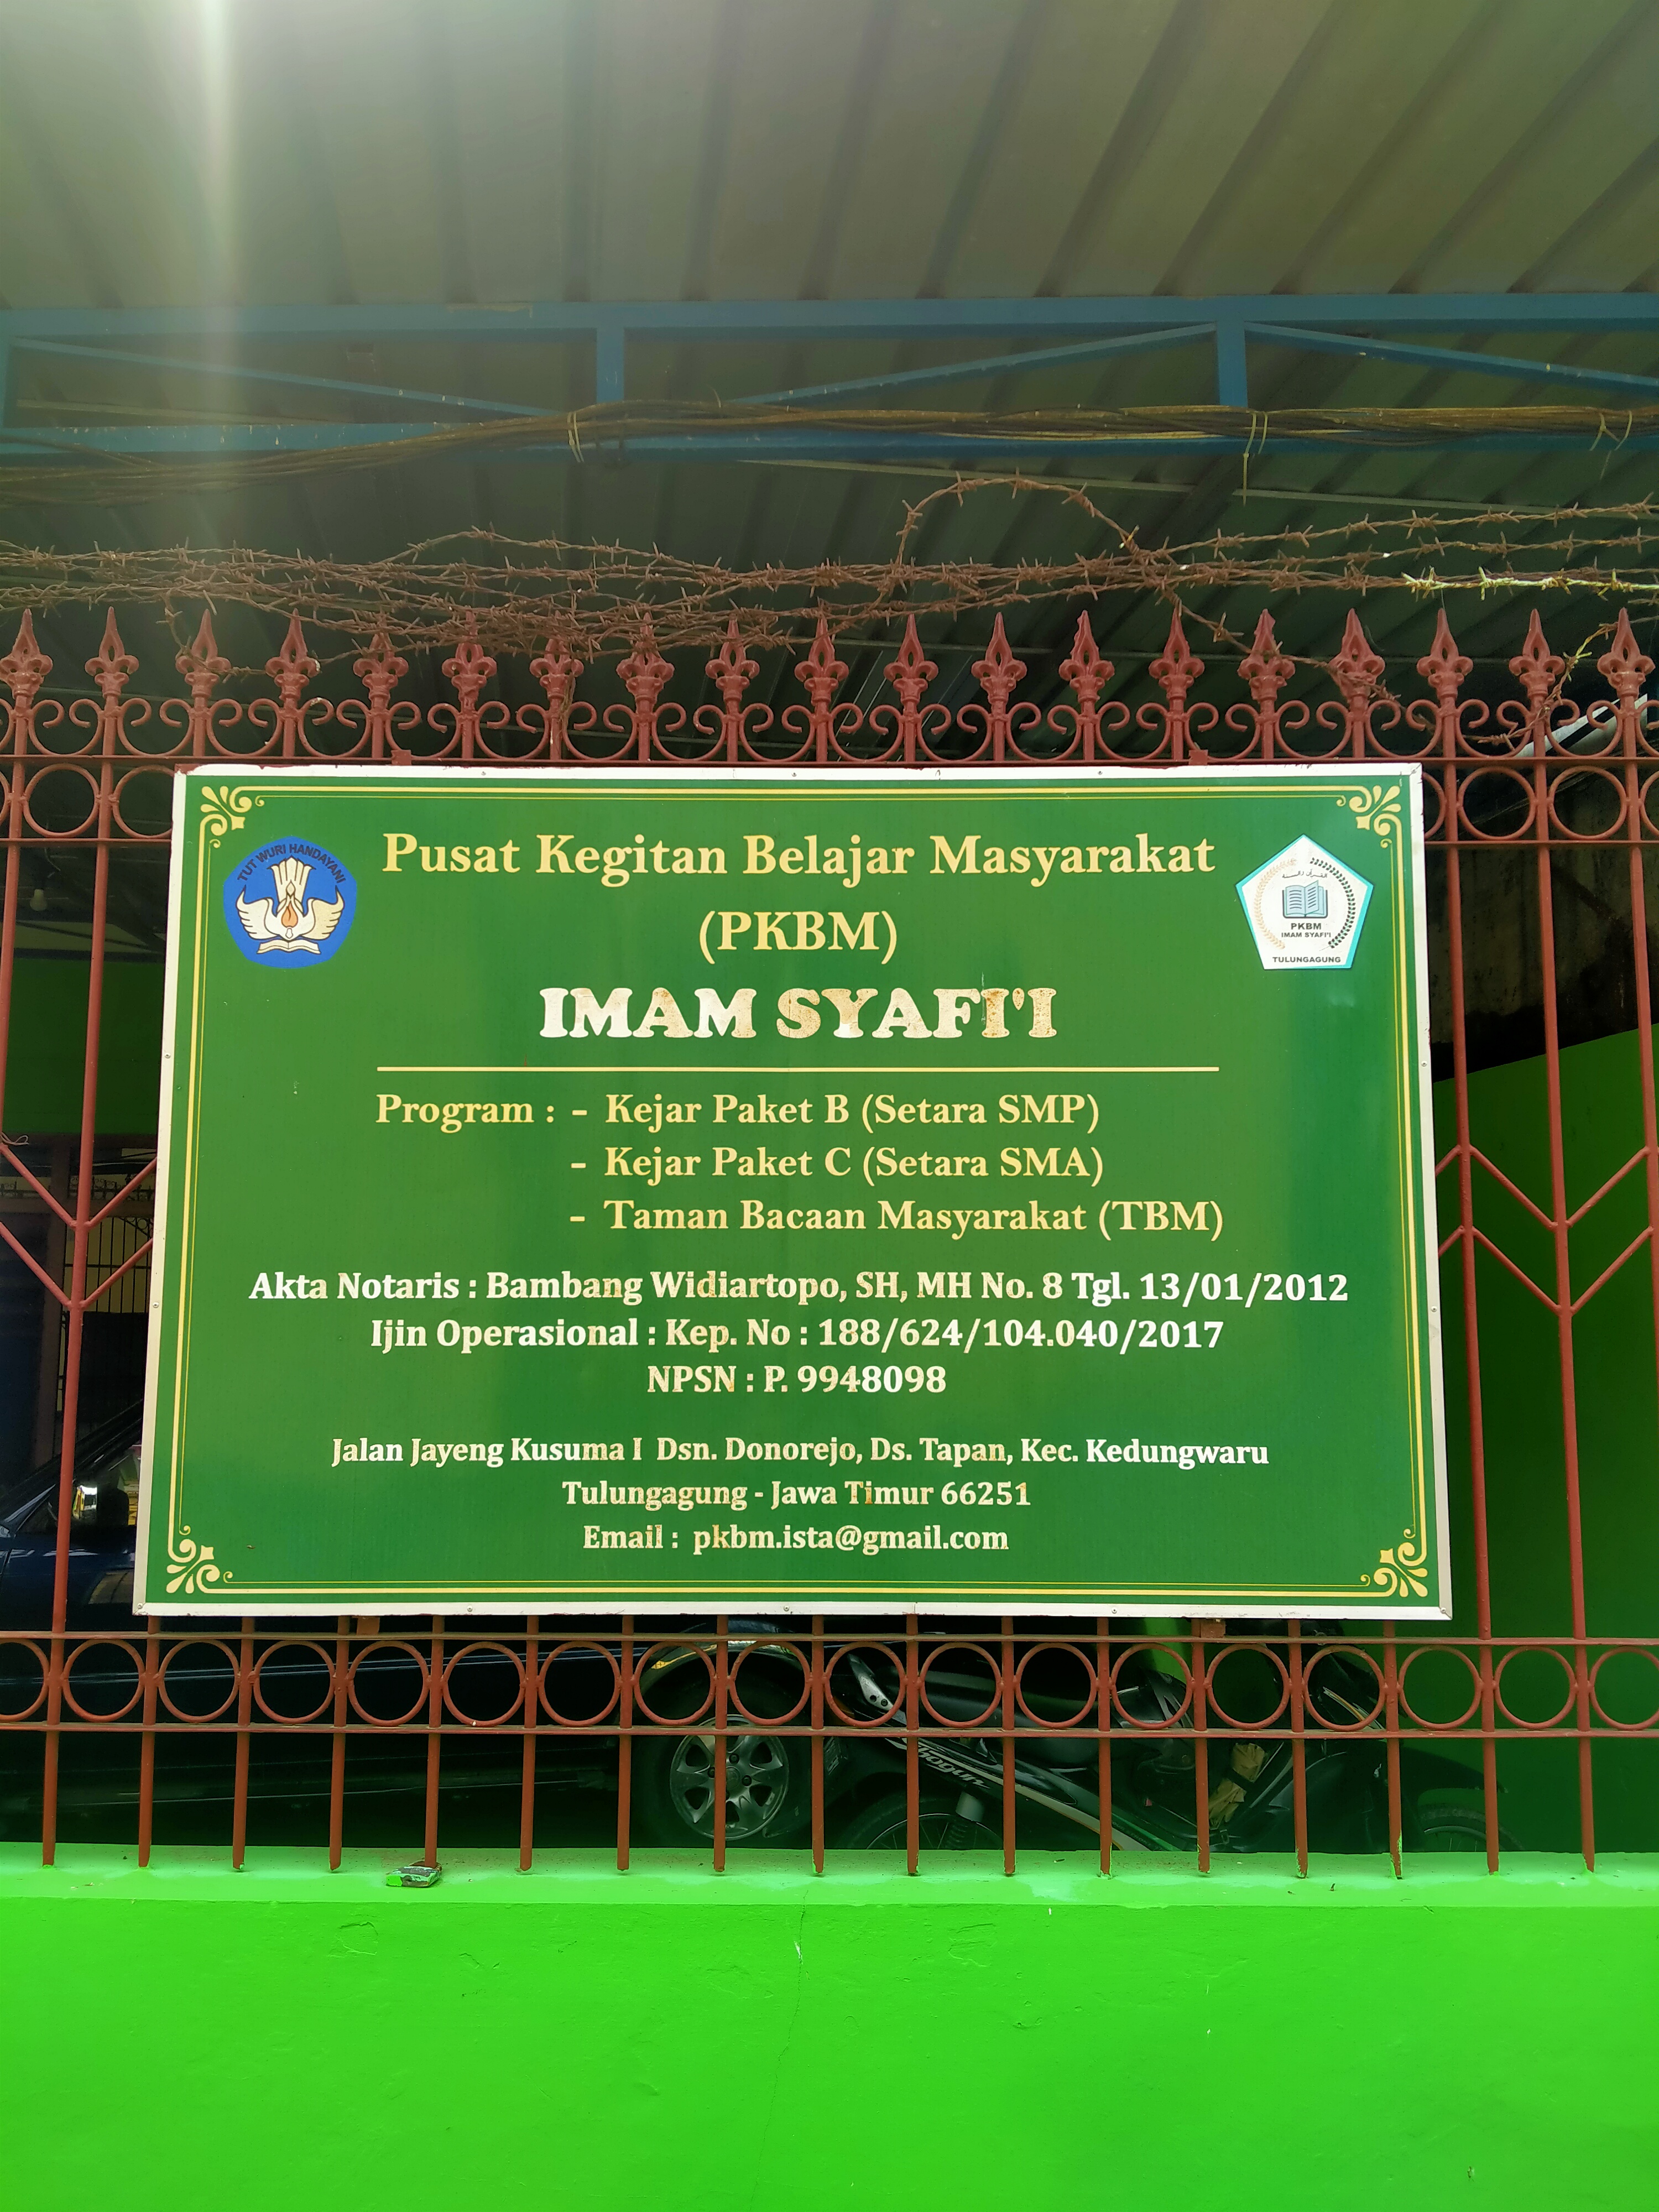 TUT WURI HANDAYANI
Pusat Kegitan Belajar Masyarakat
(PKBM)
IMAM SYAFI'I
PKBM
IMAM SYAFI'I
TULUNGAGUNG
Program : - Kejar Paket B (Setara SMP)
- Kejar Paket C (Setara SMA)
- Taman Bacaan Masyarakat (TBM)
Akta Notaris : Bambang Widiartopo, SH, MH No. 8 Tgl. 13/01/2012
Ijin Operasional : Kep. No : 188/624/104.040/2017
NPSN : P. 9948098
Jalan Jayeng Kusuma I Dsn. Donorejo, Ds. Tapan, Kec. Kedungwaru
Tulungagung - Jawa Timur 66251
Email : pkbm.ista@gmail.com
Shogun